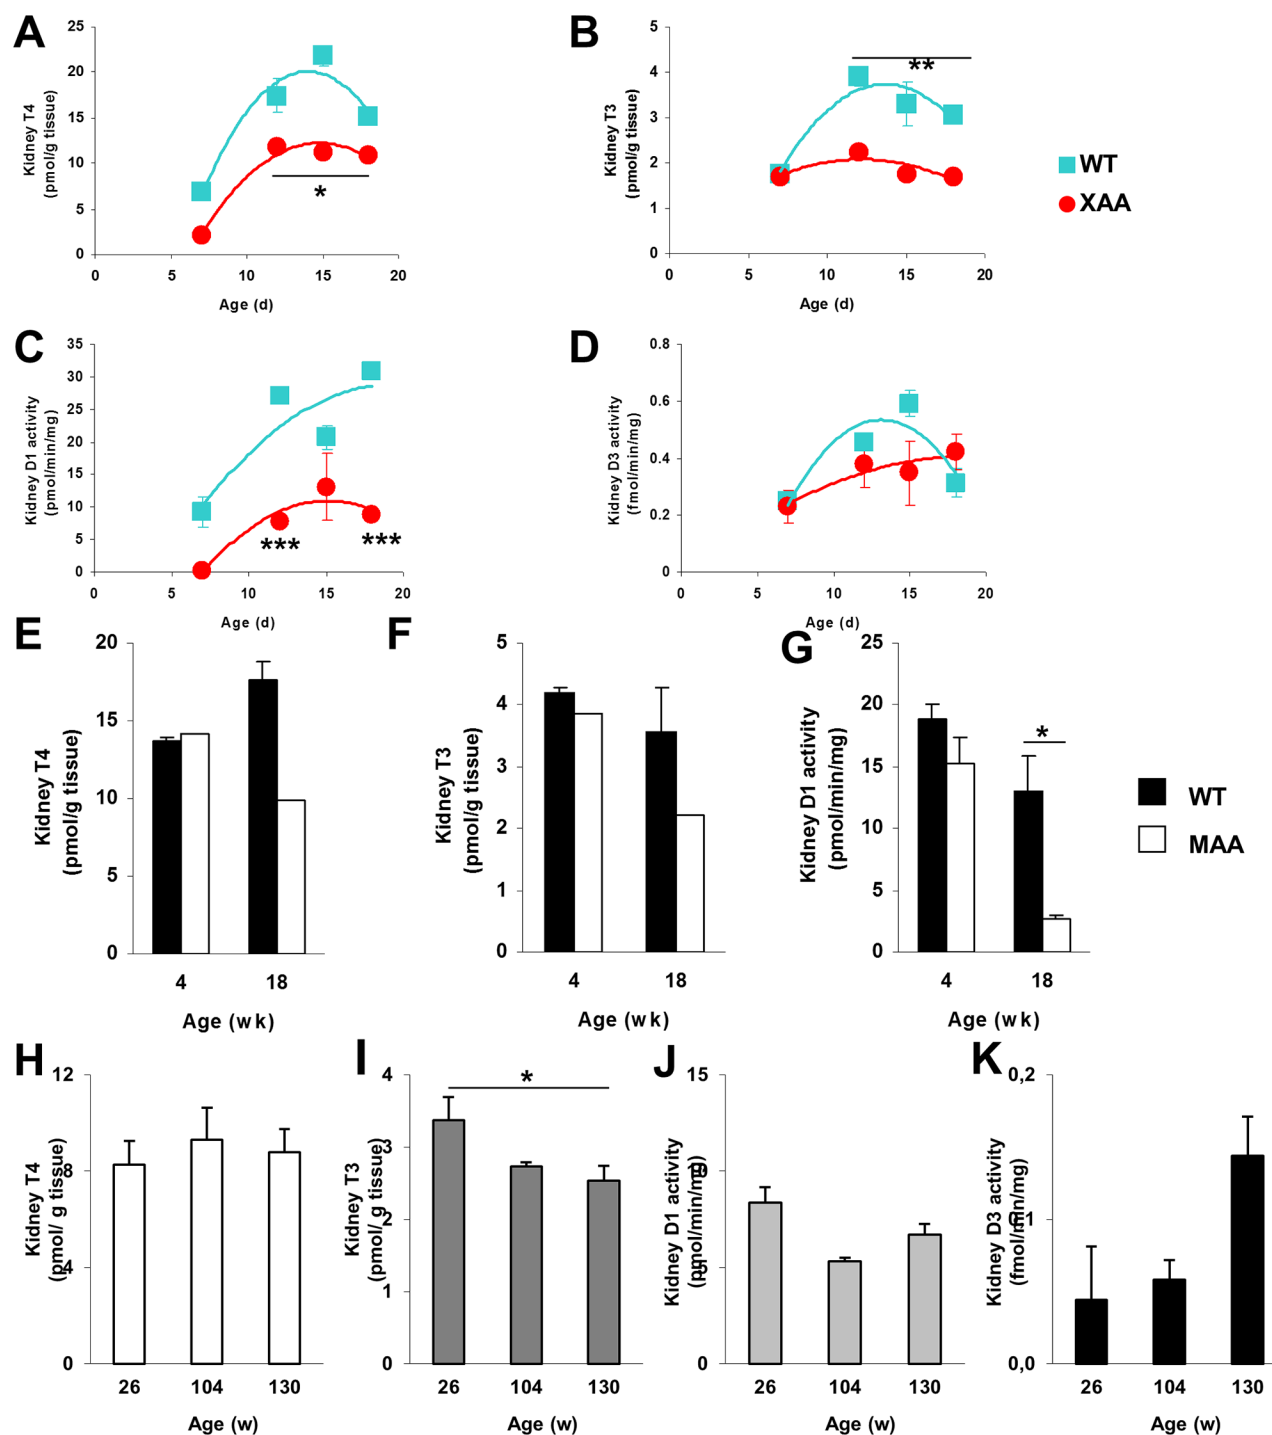 A
Kidney T4
(pmol/g tissue)
25
20
15
10
5
0
0 5 10 15 20
Age (d)
*
B
Kidney T3
(pmol/g tissue)
5
4
3
2
1
0
0 5 10 15 20
Age (d)
**
WT
XAA
C
Kidney D1 activity
(pmol/min/mg)
35
30
25
20
15
10
5
0
0 5 10 15 20
Age (d)
*** ***
D
Kidney D3 activity
(fmol/min/mg)
0.8
0.6
0.4
0.2
0
0 5 10 15 20
Age (d)
E
Kidney T4
(pmol/g tissue)
20
15
10
5
0
4 18
Age (wk)
F
Kidney T3
(pmol/g tissue)
5
4
3
2
1
0
4 18
Age (wk)
G
Kidney D1 activity
(pmol/min/mg)
25
20
15
10
5
0
4 18
Age (wk)
*
WT
MAA
H
Kidney T4
(pmol/ g tissue)
12
8
4
0
26 104 130
Age (w)
I
Kidney T3
(pmol/ g tissue)
4
3
2
1
0
26 104 130
Age (w)
*
J
Kidney D1 activity
(pmol/min/mg)
15
10
5
0
26 104 130
Age (w)
K
Kidney D3 activity
(fmol/min/mg)
0,2
0,1
0,0
26 104 130
Age (w)